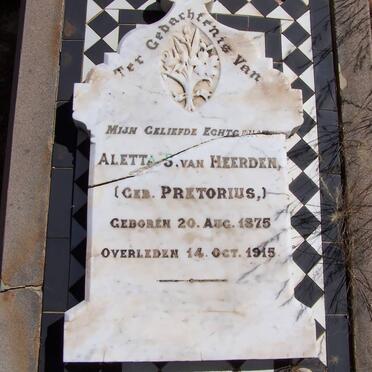 Ter Gedachtenis van
Mijn Geliefde Echtgenoote
Aletta S. van Heerden,
(Geb. Pretorius,)
Geboren 20. Aug. 1875
Overleden 14. Oct. 1915.